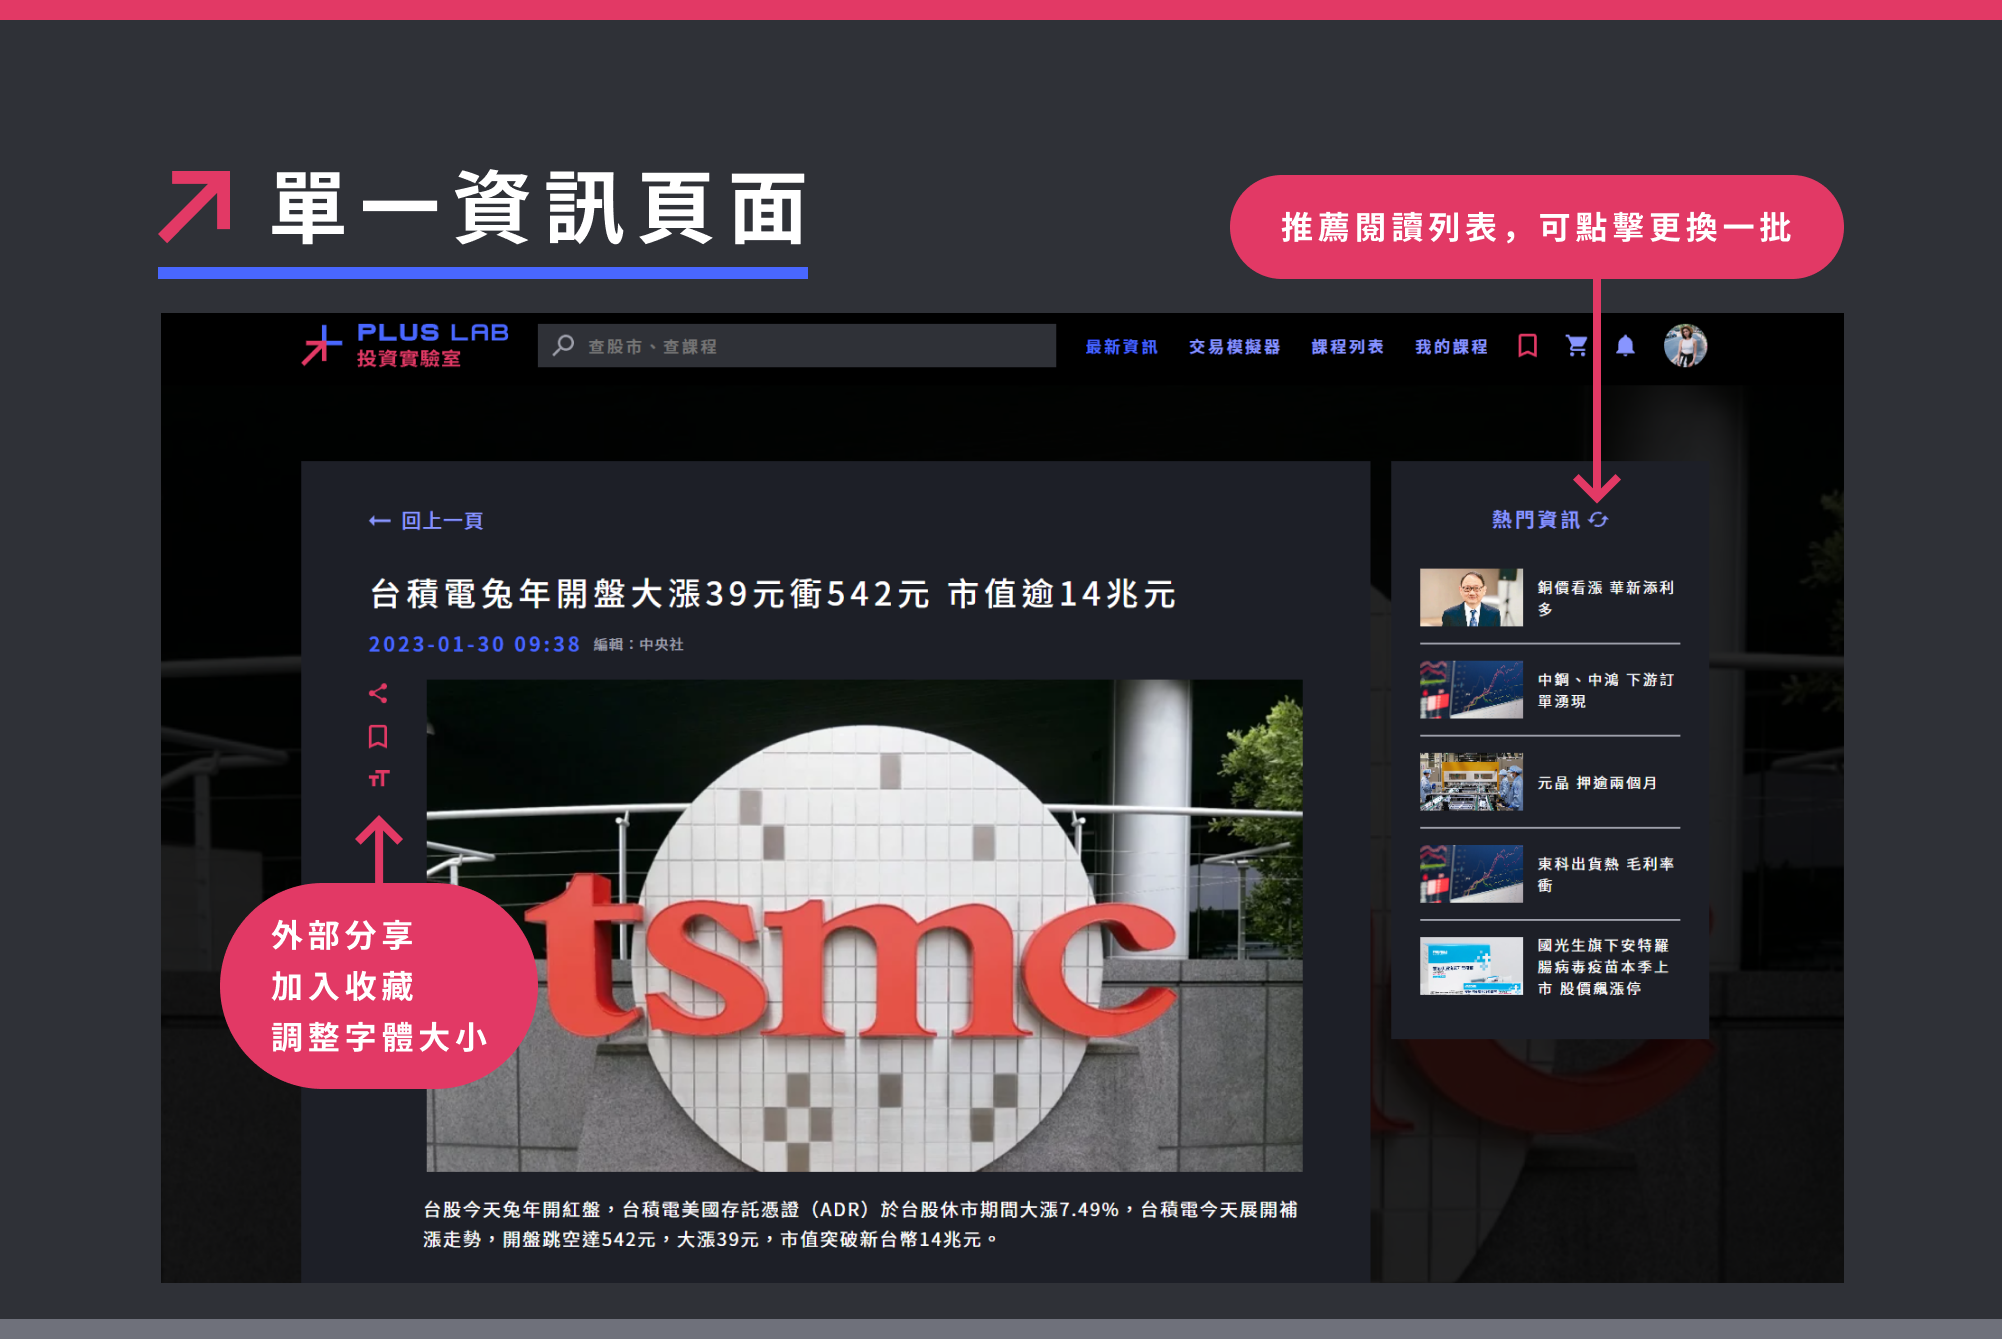 單一資訊頁面
推薦閱讀列表，可點擊更換一批
PLUS LAB
投資實驗室
查股市、查課程
最新資訊
交易模擬器
課程列表
我的課程
回上一頁
台積電兔年開盤大漲39元衝542元 市值逾14兆元
2023-01-30 09:38 編輯：中央社
tsmc
外部分享
加入收藏
調整字體大小
台股今天兔年開紅盤，台積電美國存託憑證（ADR）於台股休市期間大漲7.49%，台積電今天展開補
漲走勢，開盤跳空達542元，大漲39元，市值突破新台幣14兆元。
熱門資訊
銅價看漲 華新添利
多
中鋼、中鴻 下游訂
單湧現
元晶 押逾兩個月
東科出貨熱 毛利率
衝
國光生旗下安特羅
腸病毒疫苗本季上
市 股價飆漲停